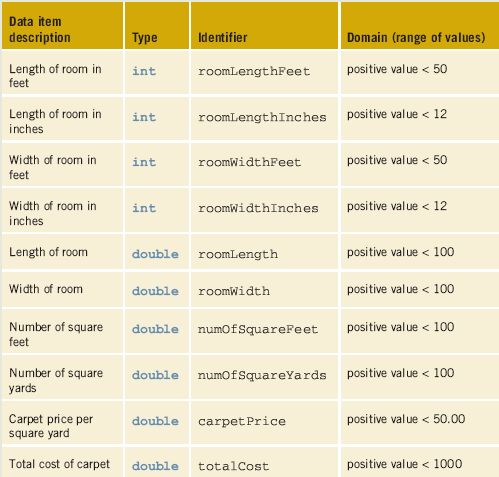 Data item
description Type Identifier Domain (range of values)
Length of room in int roomLengthFeet positive value < 50
feet
Length of room in int roomLengthInches positive value < 12
inches
Width of room in int roomWidthFeet positive value < 50
feet
Width of room in int roomWidthInches positive value < 12
inches
Length of room double roomLength positive value < 100
Width of room double roomWidth positive value < 100
Number of square double numOfSquareFeet positive value < 100
feet
Number of square double numOfSquareYards positive value < 100
yards
Carpet price per double carpetPrice positive value < 50.00
square yard
Total cost of carpet double totalCost positive value < 1000